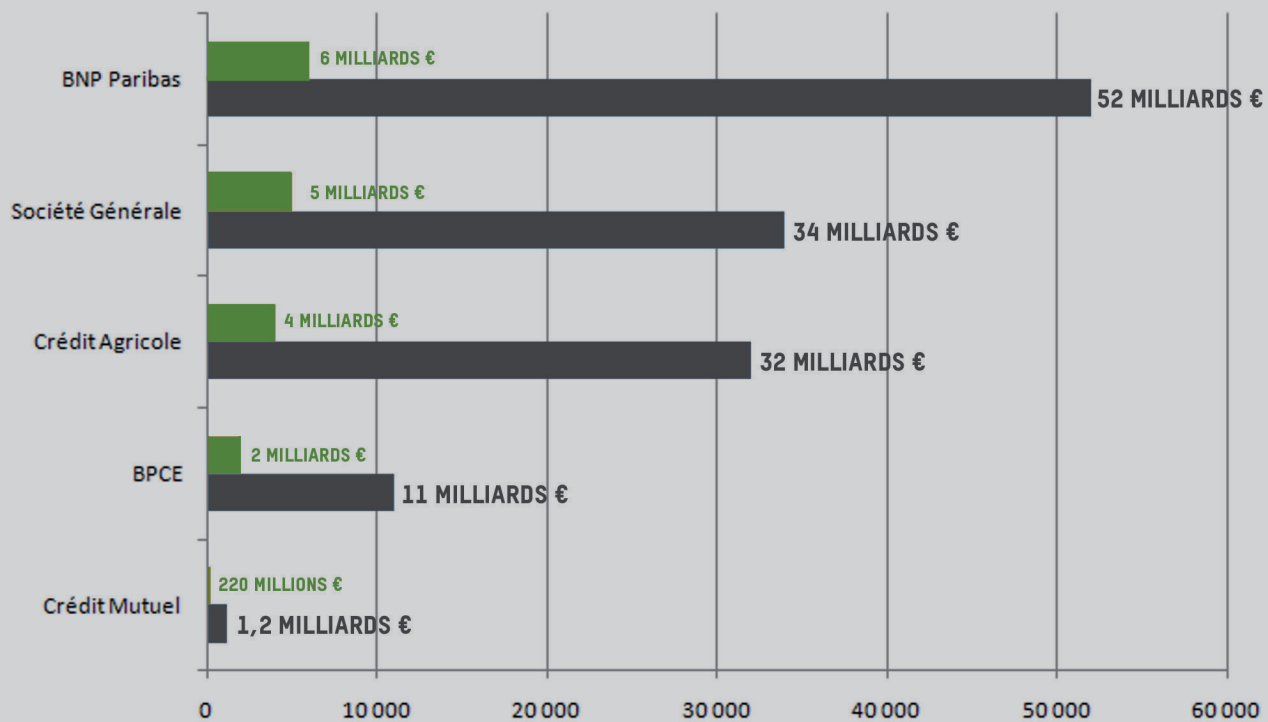 BNP Paribas
6 MILLIARDS €
52 MILLIARDS €
Société Générale
5 MILLIARDS €
34 MILLIARDS €
Crédit Agricole
4 MILLIARDS €
32 MILLIARDS €
BPCE
2 MILLIARDS €
11 MILLIARDS €
Crédit Mutuel
220 MILLIONS €
1,2 MILLIARDS €
0 10 000 20 000 30 000 40 000 50 000 60 000